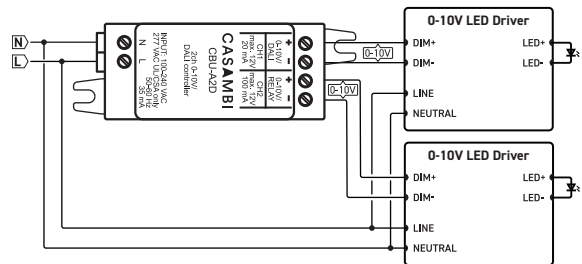 N
L
N
L
INPUT: 100-240 VAC
277 VAC UL/CSA only
50-60 Hz
35 mA
2ch 0-10V/
DALI controller
CASAMBI
CBU-A2D
CH1
max. 12V
20 mA
0-10V/
DALI
+
-
CH2
max. 12V
100 mA
0-10V/
RELAY
+
-
0-10V
0-10V
0-10V LED Driver
DIM+
LED+
DIM-
LED-
LINE
NEUTRAL
0-10V LED Driver
DIM+
LED+
DIM-
LED-
LINE
NEUTRAL